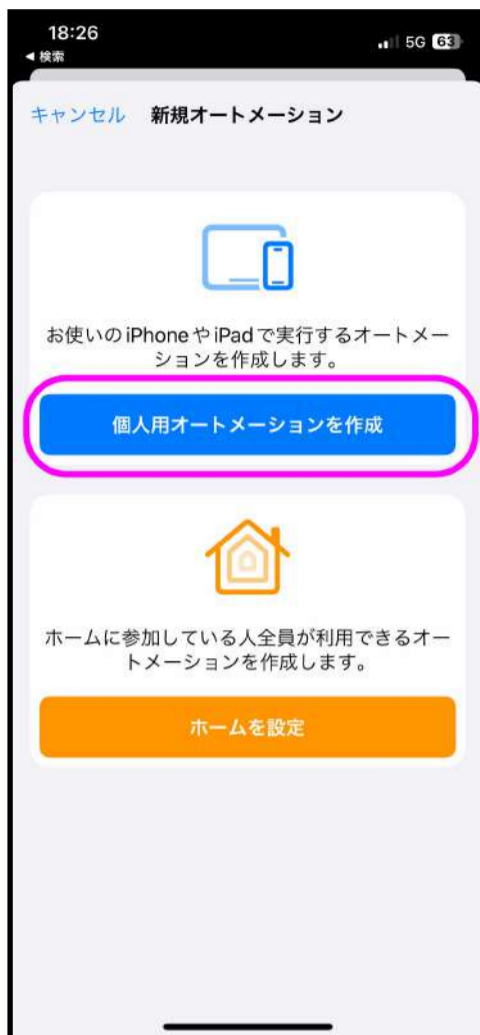 18:26
5G 63
◀検索
キャンセル 新規オートメーション
お使いのiPhoneやiPadで実行するオートメー
ションを作成します。
個人用オートメーションを作成
ホームに参加している人全員が利用できるオー
トメーションを作成します。
ホームを設定